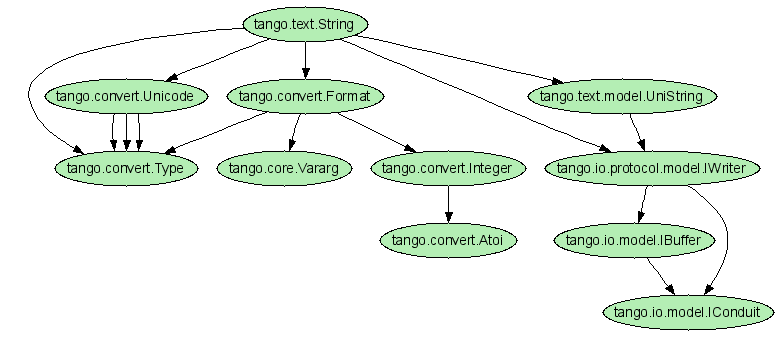 tango.text.String
tango.convert.Unicode
tango.convert.Format
tango.text.model.UniString
tango.convert.Type
tango.core.Vararg
tango.convert.Integer
tango.io.protocol.model.IWriter
tango.convert.Atoi
tango.io.model.IBuffer
tango.io.model.IConduit